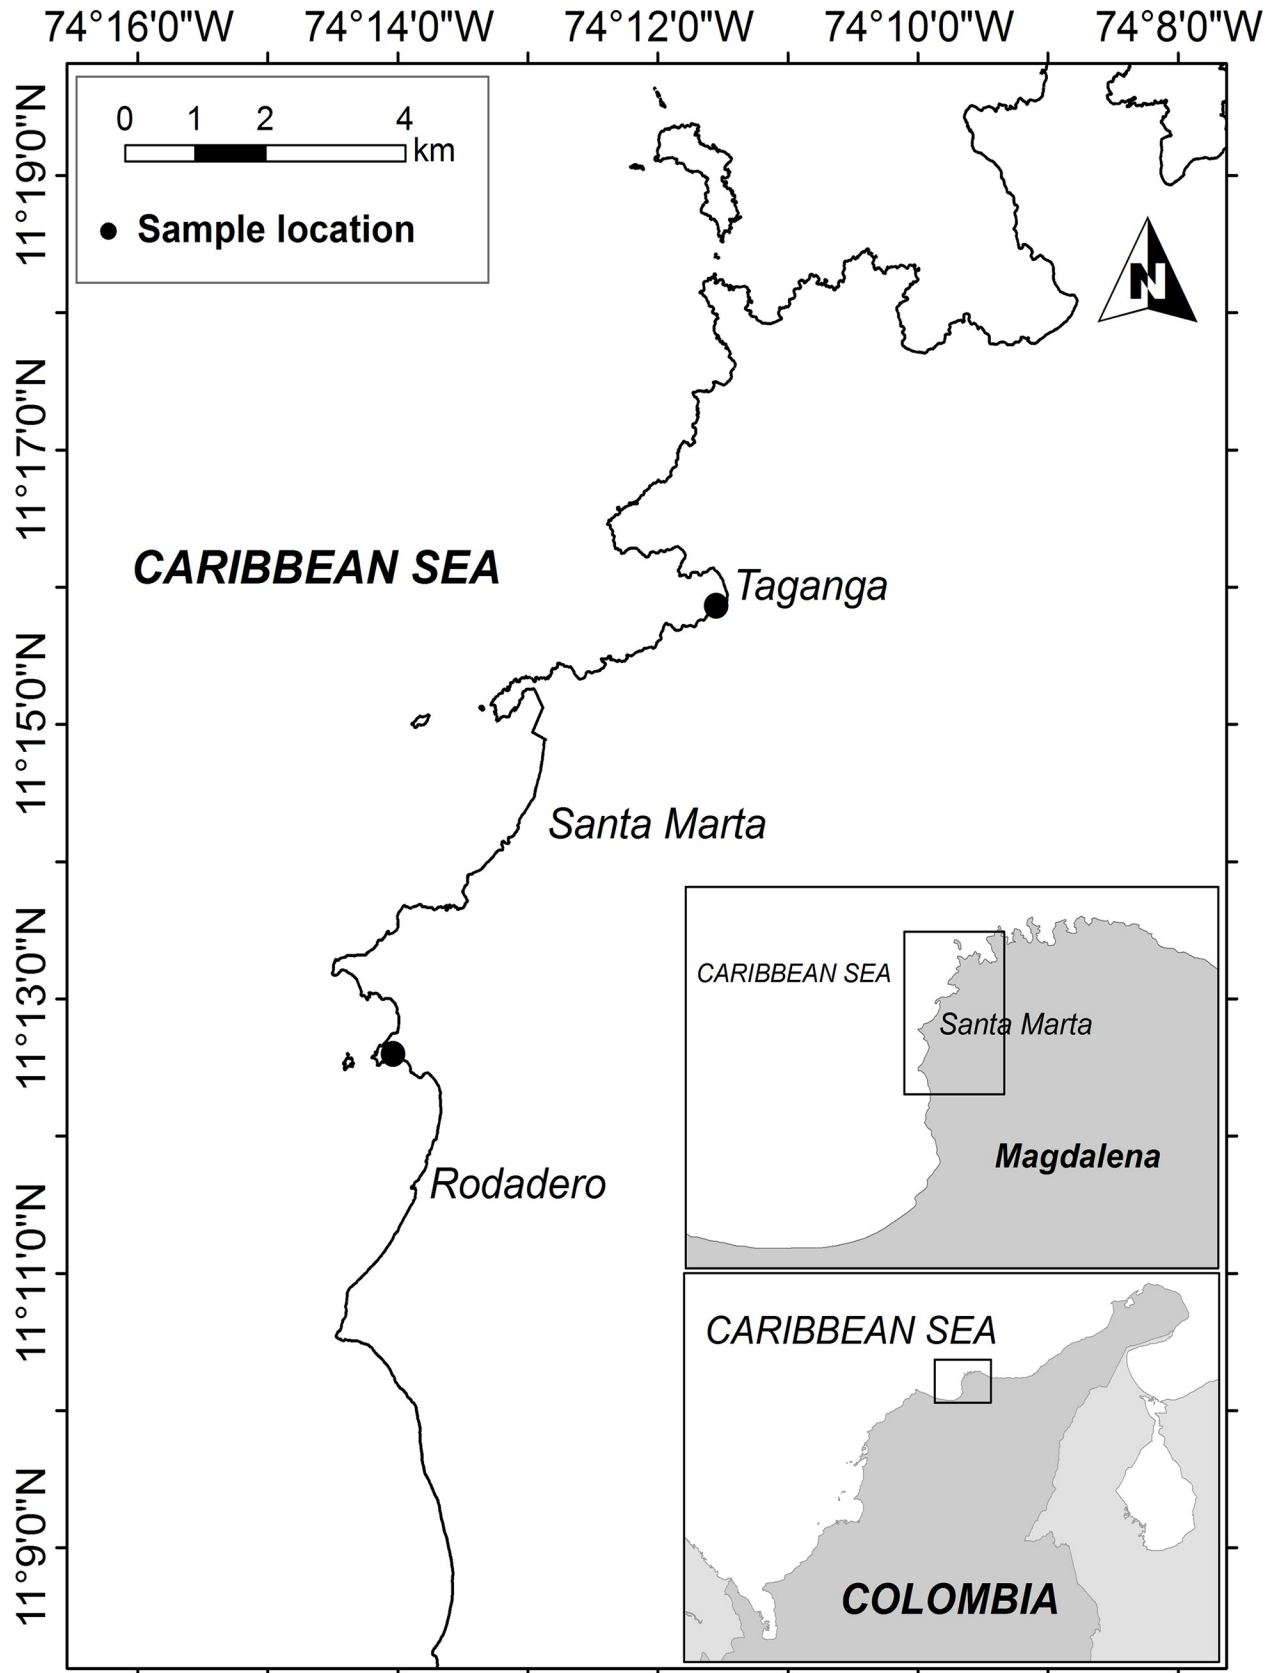 74°16'0"W 74°14'0"W 74°12'0"W 74°10'0"W 74°8'0"W
0 1 2 4
km
Sample location
N
11°19'0"N
11°17'0"N
11°15'0"N
11°13'0"N
11°11'0"N
11°9'0"N
CARIBBEAN SEA
Taganga
Santa Marta
Rodadero
CARIBBEAN SEA
Santa Marta
Magdalena
CARIBBEAN SEA
COLOMBIA